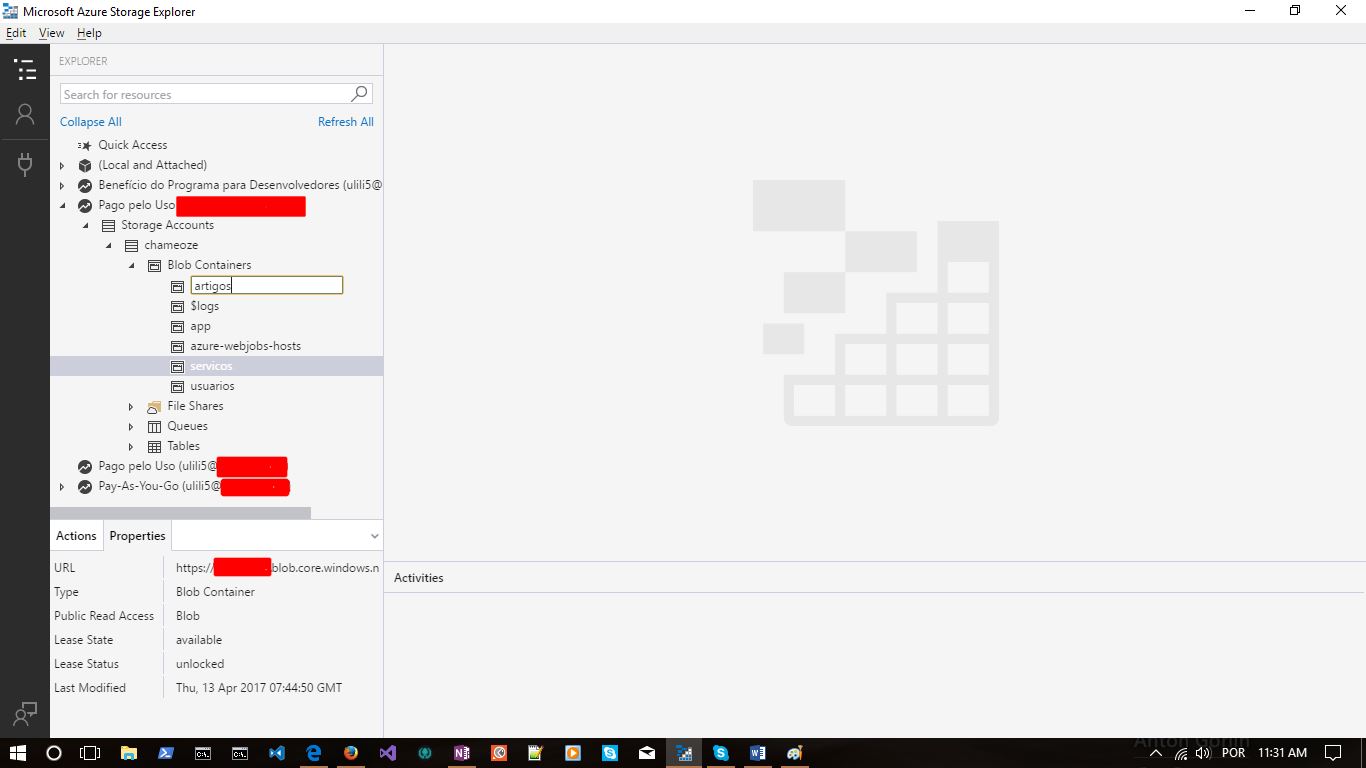 Microsoft Azure Storage Explorer
Edit View Help
EXPLORER
Search for resources
Collapse All Refresh All
Quick Access
(Local and Attached)
Benefício do Programa para Desenvolvedores (ulili5@
Pago pelo Uso
Storage Accounts
chameoze
Blob Containers
artigos
$logs
app
azure-webjobs-hosts
servicos
usuarios
File Shares
Queues
Tables
Pago pelo Uso (ulili5@
Pay-As-You-Go (ulili5@
Actions Properties
URL https:// .blob.core.windows.n
Type Blob Container
Public Read Access Blob
Lease State available
Lease Status unlocked
Last Modified Thu, 13 Apr 2017 07:44:50 GMT
Activities
POR 11:31 AM